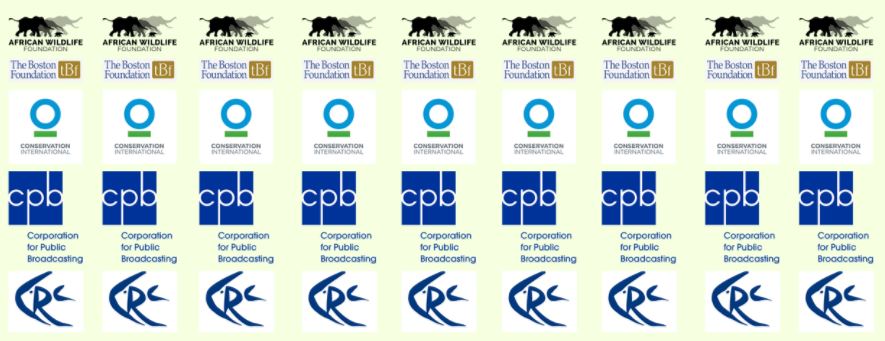 AFRICAN WILDLIFE AFRICAN WILDLIFE AFRICAN WILDLIFE AFRICAN WILDLIFE AFRICAN WILDLIFE AFRICAN WILDLIFE AFRICAN WILDLIFE AFRICAN WILDLIFE AFRICAN WILDLIFE
FOUNDATION FOUNDATION FOUNDATION FOUNDATION FOUNDATION FOUNDATION FOUNDATION FOUNDATION FOUNDATION
The Boston tBf The Boston tBf The Boston tBf The Boston tBf The Boston tBf The Boston tBf The Boston tBf The Boston tBf The Boston tBf
Foundation Foundation Foundation Foundation Foundation Foundation Foundation Foundation Foundation
CONSERVATION CONSERVATION CONSERVATION CONSERVATION CONSERVATION CONSERVATION CONSERVATION CONSERVATION CONSERVATION
INTERNATIONAL INTERNATIONAL INTERNATIONAL INTERNATIONAL INTERNATIONAL INTERNATIONAL INTERNATIONAL INTERNATIONAL INTERNATIONAL
cpb cpb cpb cpb cpb cpb cpb cpb cpb
Corporation Corporation Corporation Corporation Corporation Corporation Corporation Corporation Corporation
for Public for Public for Public for Public for Public for Public for Public for Public for Public
Broadcasting Broadcasting Broadcasting Broadcasting Broadcasting Broadcasting Broadcasting Broadcasting Broadcasting
CRC CRC CRC CRC CRC CRC CRC CRC CRC